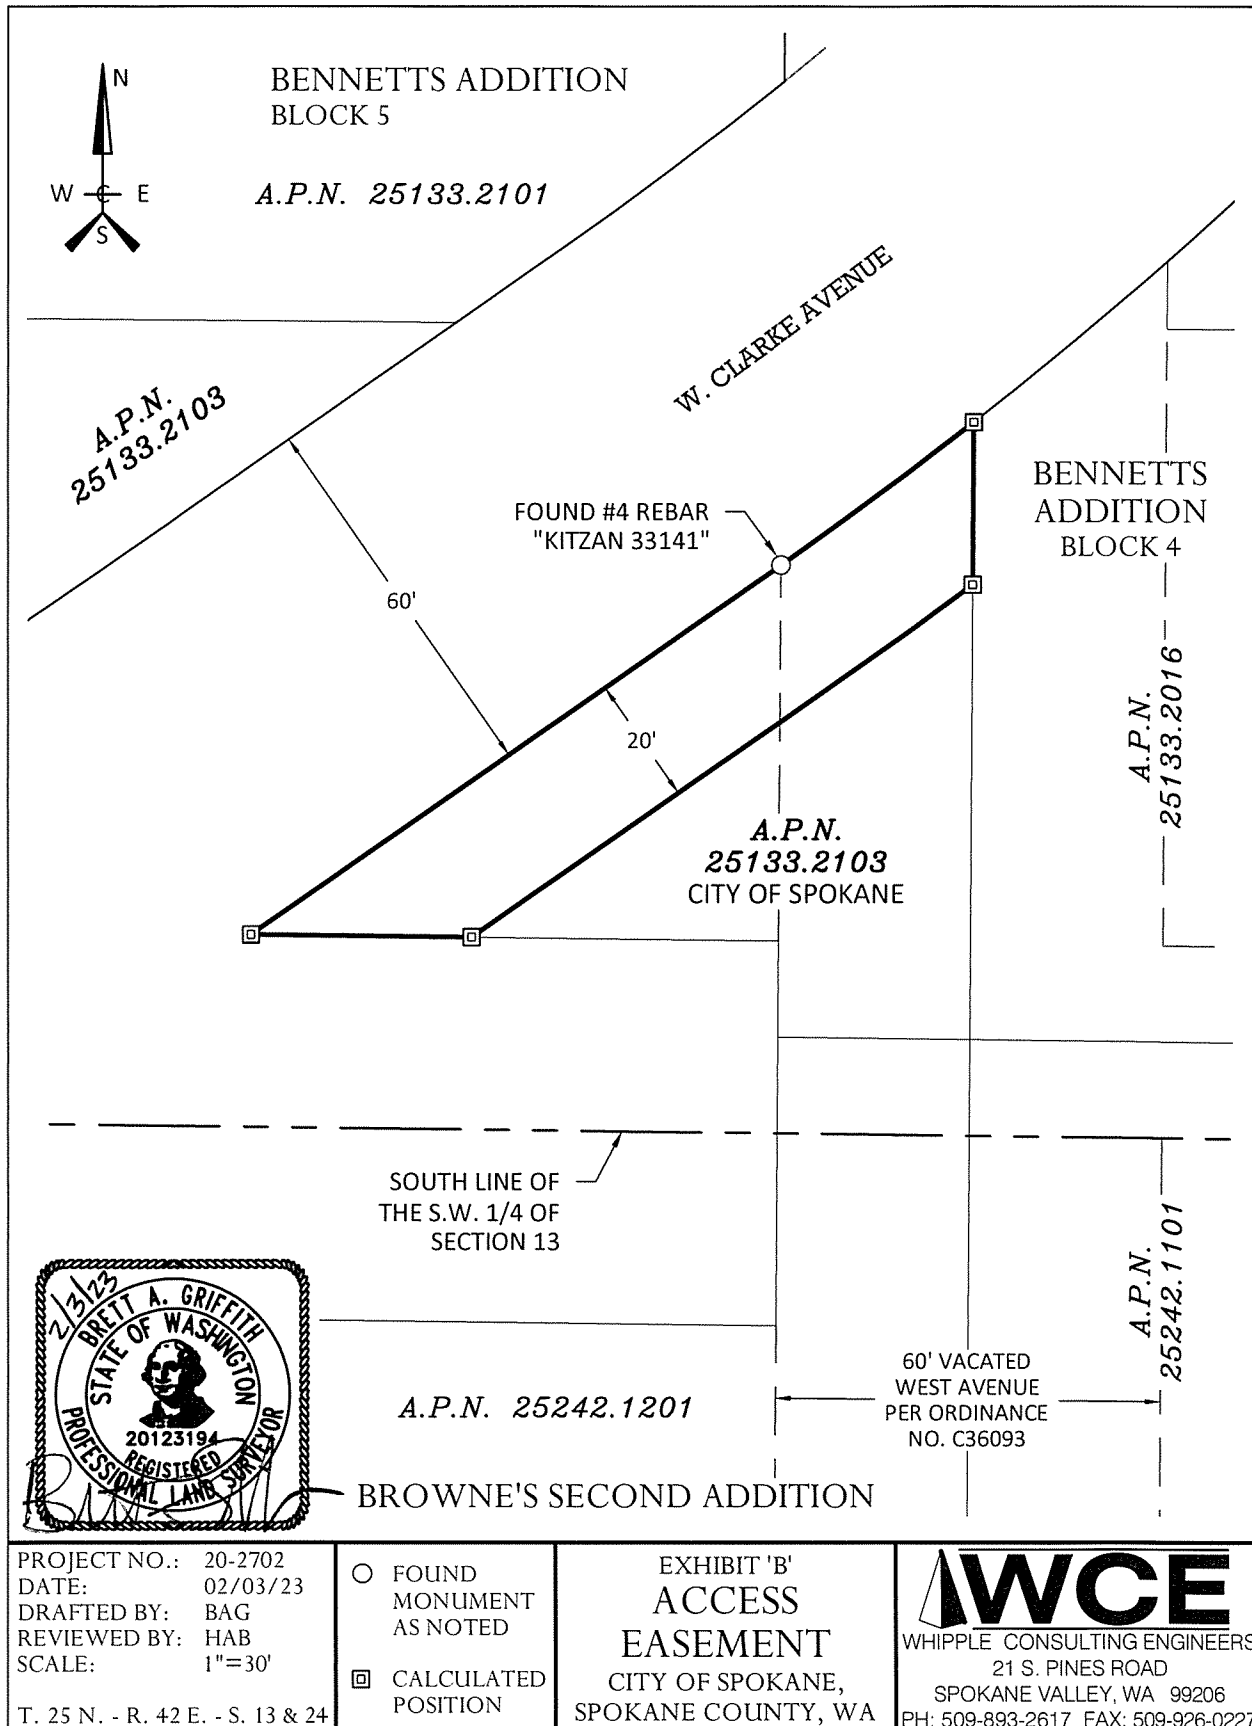 N
W C E
S
BENNETTS ADDITION
BLOCK 5
A.P.N. 25133.2101
W. CLARKE AVENUE
A.P.N.
25133.2103
FOUND #4 REBAR
"KITZAN 33141"
BENNETTS
ADDITION
BLOCK 4
60'
20'
A.P.N.
25133.2016
A.P.N.
25133.2103
CITY OF SPOKANE
SOUTH LINE OF
THE S.W. 1/4 OF
SECTION 13
A.P.N.
25242.1101
2/3/23
BRETT A. GRIFFITH
STATE OF WASHINGTON
20123194
REGISTERED
PROFESSIONAL LAND SURVEYOR
A.P.N. 25242.1201
60' VACATED
WEST AVENUE
PER ORDINANCE
NO. C36093
BROWNE'S SECOND ADDITION
PROJECT NO.: 20-2702
DATE: 02/03/23
DRAFTED BY: BAG
REVIEWED BY: HAB
SCALE: 1"=30'
T. 25 N. - R. 42 E. - S. 13 & 24
FOUND
MONUMENT
AS NOTED
CALCULATED
POSITION
EXHIBIT 'B'
ACCESS
EASEMENT
CITY OF SPOKANE,
SPOKANE COUNTY, WA
WCE
WHIPPLE CONSULTING ENGINEERS
21 S. PINES ROAD
SPOKANE VALLEY, WA 99206
PH: 509-893-2617 FAX: 509-926-0227